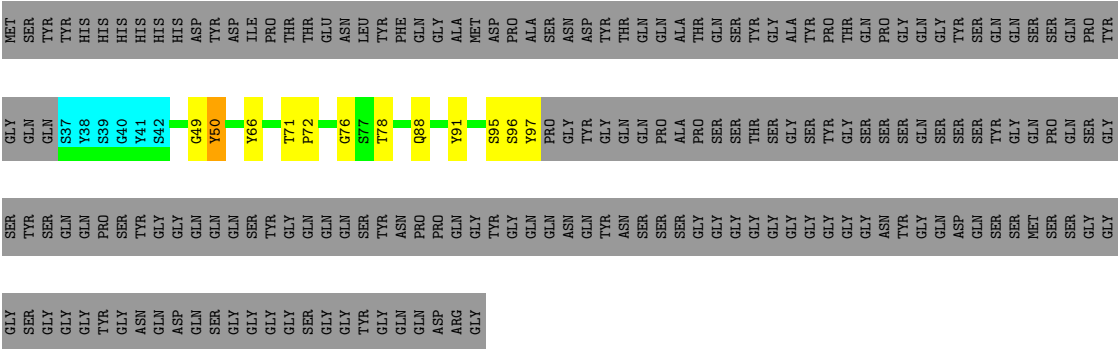 MET SER TYR TYR HIS HIS HIS HIS HIS HIS ASP TYR ASP ILE PRO THR THR GLU ASN LEU TYR PHE GLN GLY ALA MET ASP PRO ALA SER ASN ASP TYR THR GLN GLN ALA THR GLN SER TYR GLY ALA TYR PRO THR GLN PRO GLY GLN GLY TYR SER GLN GLN SER SER GLN PRO TYR
GLY GLN GLN S37 Y38 S39 G40 Y41 S42 G49 Y50 Y66 T71 P72 G76 S77 T78 Q88 Y91 S95 S96 Y97 PRO GLY TYR GLY GLN GLN PRO ALA PRO SER SER THR SER GLY SER TYR GLY SER SER SER GLN SER SER SER TYR GLY GLN PRO GLN SER GLY
SER TYR SER GLN GLN PRO SER TYR GLY GLY GLN GLN GLN SER TYR GLY GLN GLN GLN SER TYR ASN PRO PRO GLN GLY TYR GLY GLN GLN ASN GLN TYR ASN SER SER SER GLY GLY GLY GLY GLY GLY GLY GLY GLY GLY ASN TYR GLY GLN ASP GLN SER SER MET SER SER GLY GLY
GLY SER GLY GLY GLY TYR GLY ASN GLN ASP GLN SER GLY GLY GLY GLY SER GLY GLY TYR GLY GLN GLN ASP ARG GLY